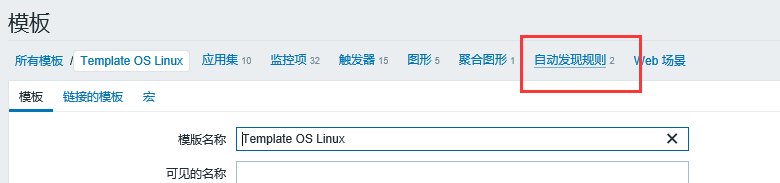 模板
所有模板 / Template OS Linux 应用集 10 监控项 32 触发器 15 图形 5 聚合图形 1 自动发现规则 2 Web 场景
模板 链接的模板 宏
模版名称 Template OS Linux ✕
可见的名称